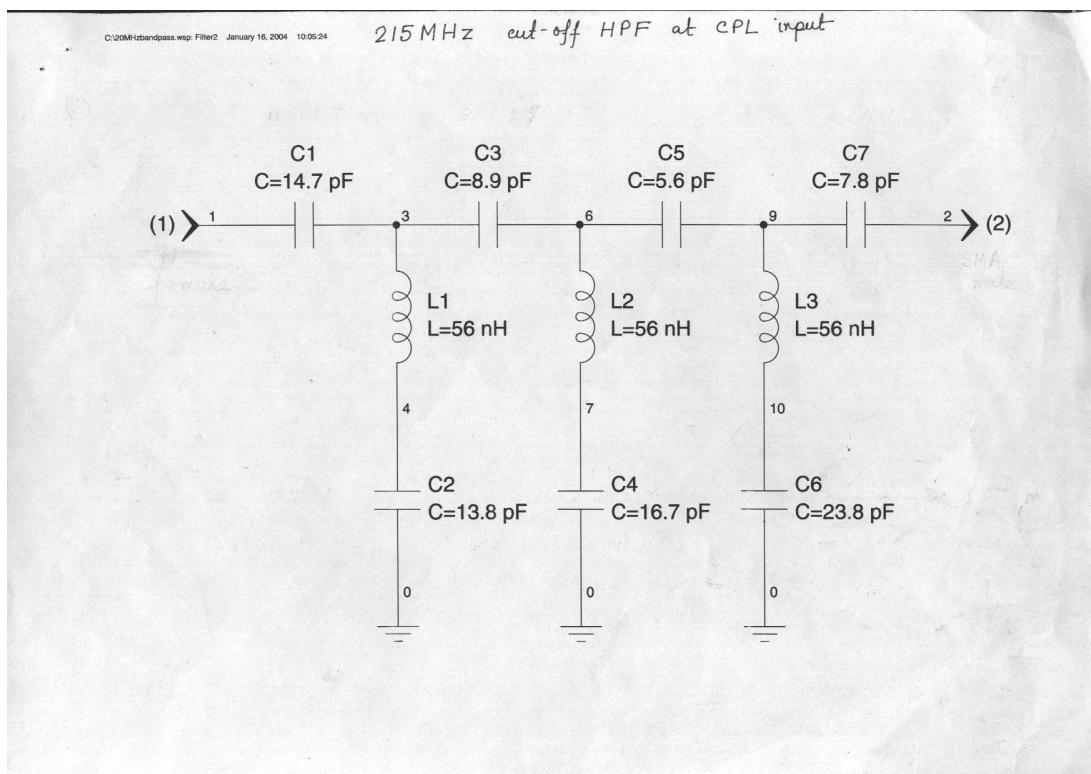 C:\20MHzbandpass.wsp: Filter2 January 16, 2004 10:05:24
215 MHz cut-off HPF at CPL input
C1
C=14.7 pF
C3
C=8.9 pF
C5
C=5.6 pF
C7
C=7.8 pF
(1) 1 3 6 9 2 (2)
L1
L=56 nH
L2
L=56 nH
L3
L=56 nH
4 7 10
C2
C=13.8 pF
C4
C=16.7 pF
C6
C=23.8 pF
0 0 0